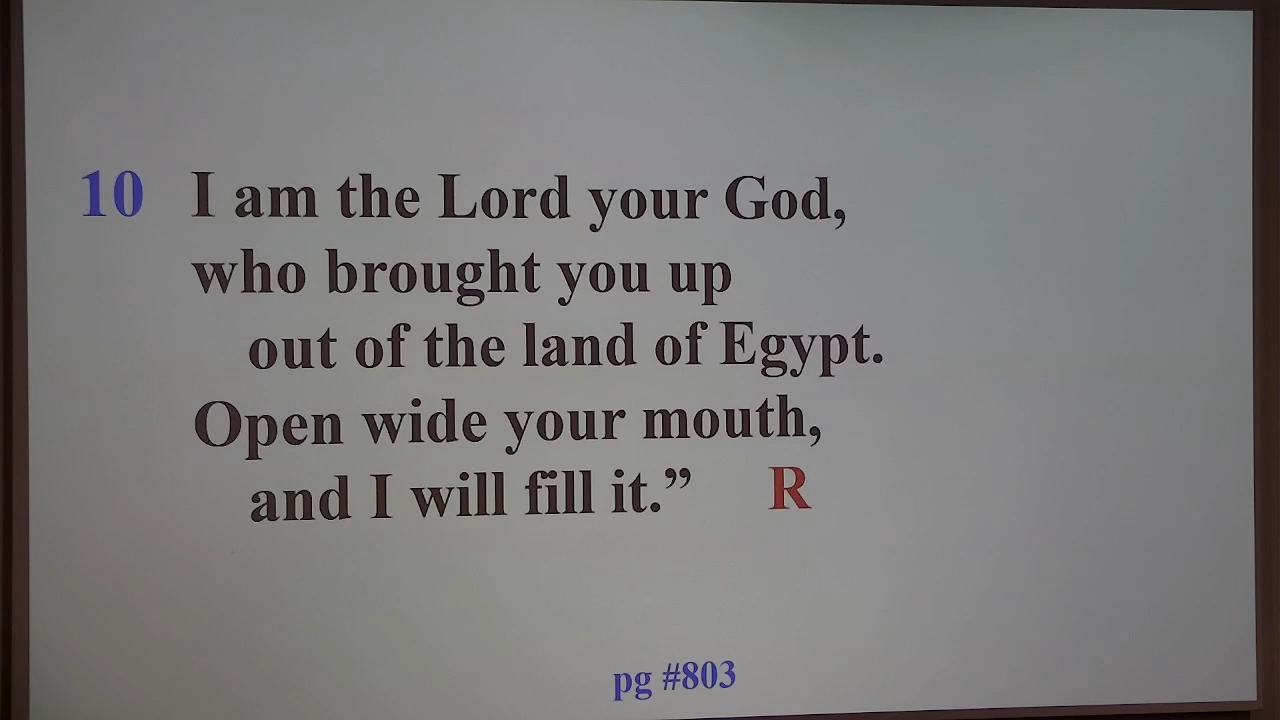 10 I am the Lord your God,
who brought you up
out of the land of Egypt.
Open wide your mouth,
and I will fill it.” R
pg #803